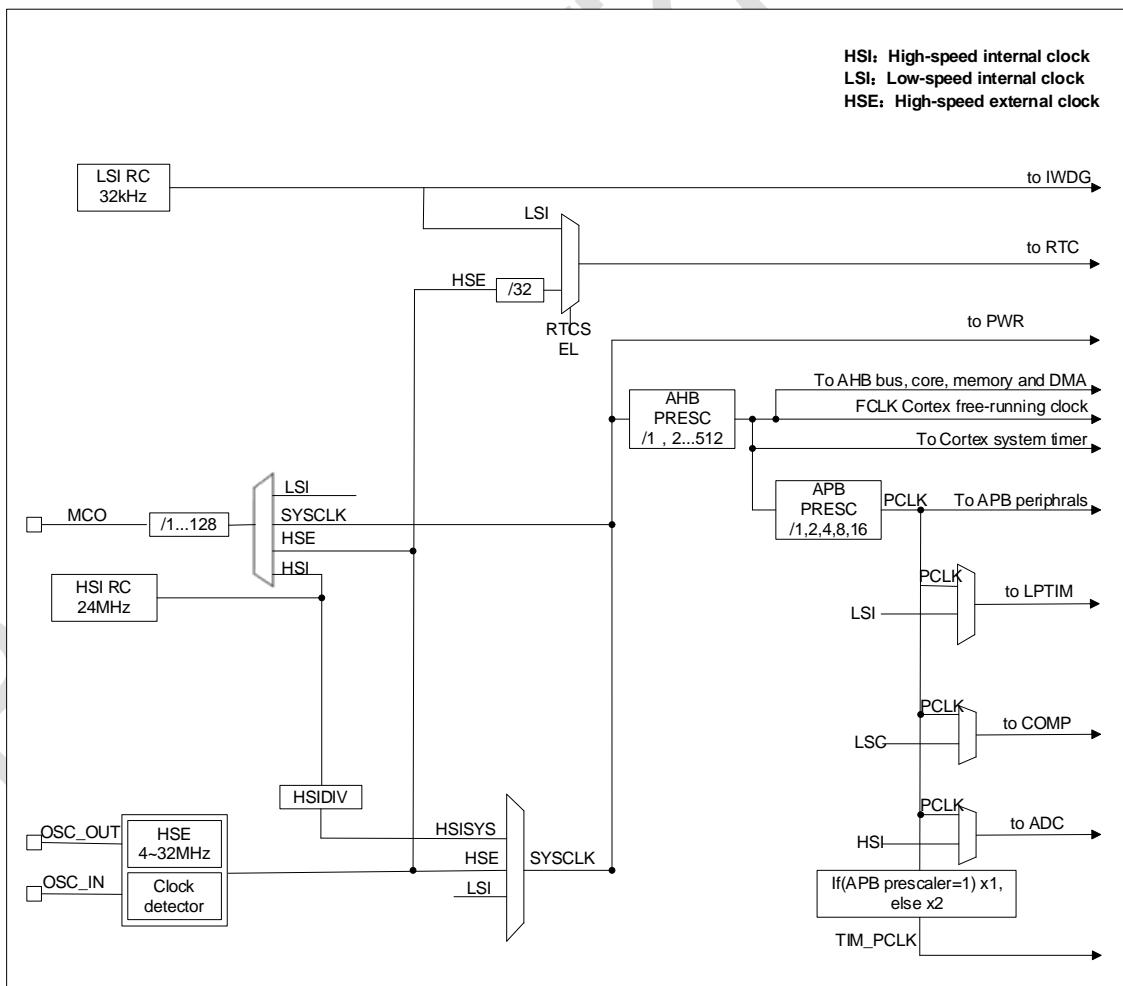 HSI: High-speed internal clock
LSI: Low-speed internal clock
HSE: High-speed external clock
LSI RC
32kHz
to IWDG
LSI
to RTC
HSE
/32
RTCS
EL
to PWR
To AHB bus, core, memory and DMA
AHB
PRESC
/1 , 2...512
FCLK Cortex free-running clock
To Cortex system timer
LSI
APB
PRESC
/1,2,4,8,16
PCLK
To APB periphrals
MCO
/1...128
SYSCLK
HSE
HSI
HSI RC
24MHz
PCLK
to LPTIM
LSI
PCLK
to COMP
LSC
HSIDIV
PCLK
to ADC
HSI
OSC_OUT
HSE
4~32MHz
HSISYS
HSE
SYSCLK
LSI
OSC_IN
Clock
detector
If(APB prescaler=1) x1,
else x2
TIM_PCLK